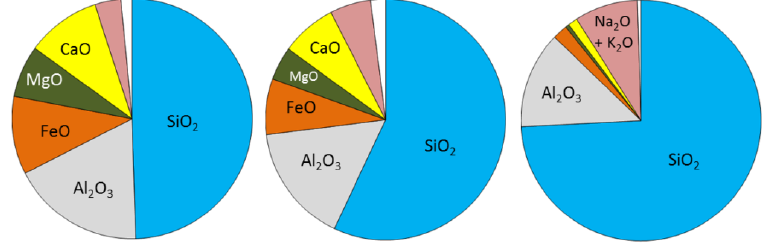 CaO
MgO
FeO
Al₂O₃
SiO₂
CaO
MgO
FeO
Al₂O₃
SiO₂
Na₂O
+ K₂O
Al₂O₃
SiO₂